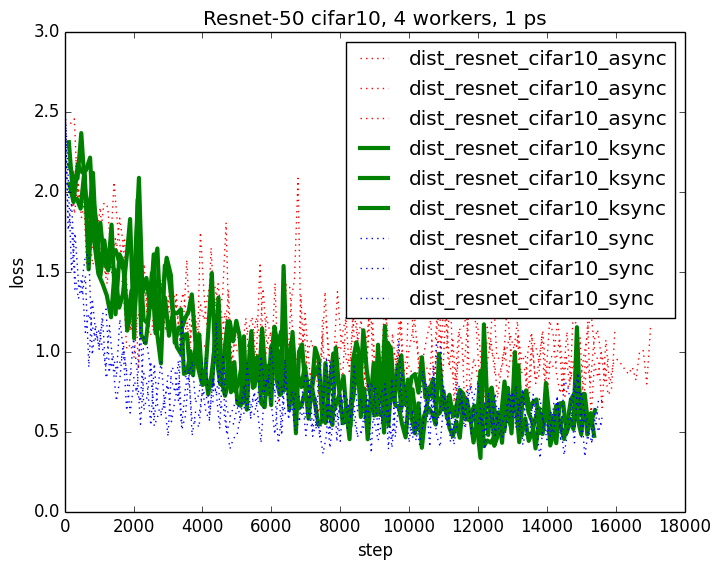 Resnet-50 cifar10, 4 workers, 1 ps
3.0
2.5
2.0
1.5
1.0
0.5
0.0
loss
dist_resnet_cifar10_async
dist_resnet_cifar10_async
dist_resnet_cifar10_async
dist_resnet_cifar10_ksync
dist_resnet_cifar10_ksync
dist_resnet_cifar10_ksync
dist_resnet_cifar10_sync
dist_resnet_cifar10_sync
dist_resnet_cifar10_sync
0 2000 4000 6000 8000 10000 12000 14000 16000 18000
step